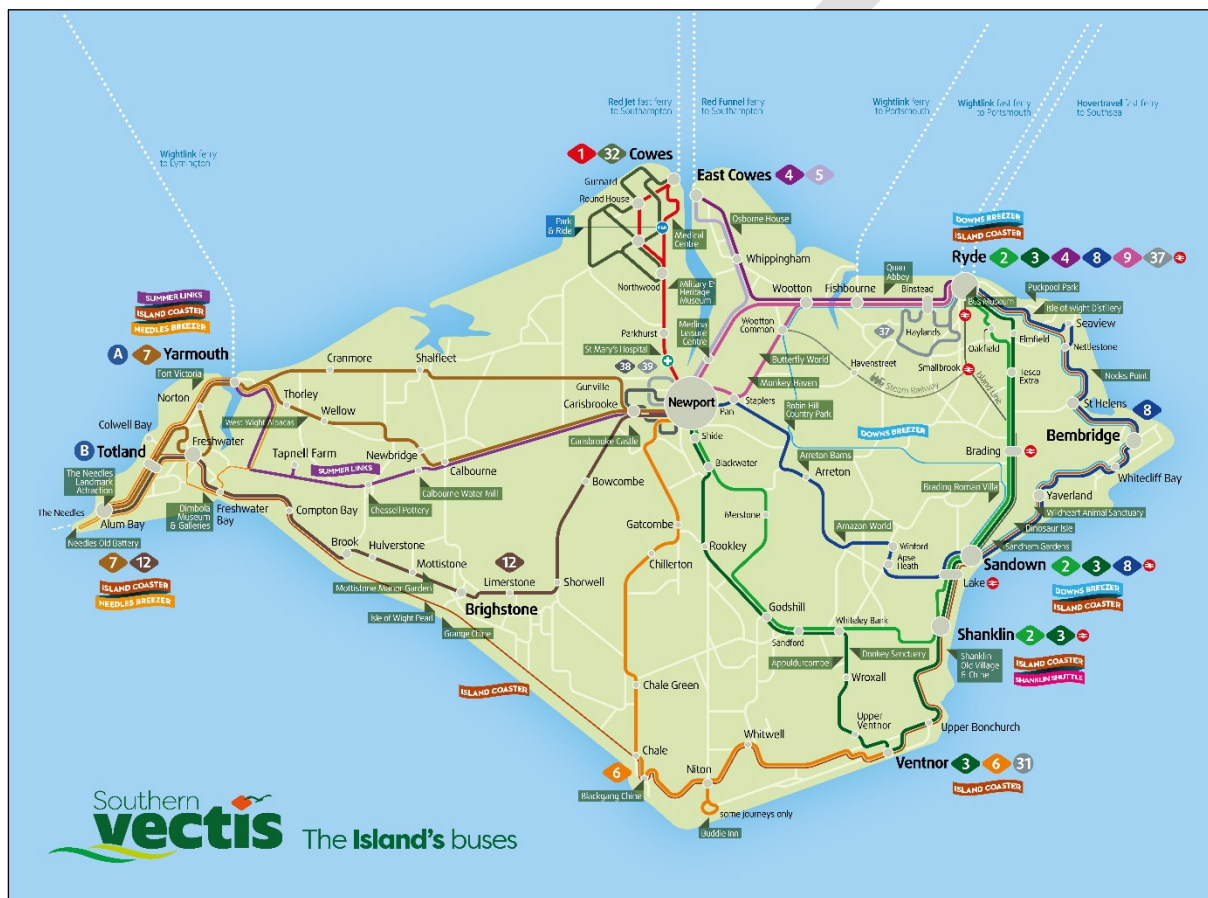 Red Jet fast ferry
to Southampton
Red Funnel ferry
to Southampton
Wightlink ferry
to Portsmouth
Wightlink fast ferry
to Portsmouth
Hovertravel fast ferry
to Southsea
Wightlink ferry
to Lymington
1 32 Cowes
Gurnard
Round House
Park
& Ride
P&R
Medical
Centre
Northwood
Military &
Heritage
Museum
Parkhurst
St Mary's Hospital
Medina
Leisure
Centre
38 39
East Cowes 4 5
Osborne House
Whippingham
Wootton
Fishbourne
Quarr
Abbey
Binstead
Wootton
Common
37
Haylands
Butterfly World
Havenstreet
Steam Railway
Smallbrook
Island Line
Monkey Haven
DOWNS BREEZER
ISLAND COASTER
Ryde 2 3 4 8 9 37
Bus Museum
Puckpool Park
Isle of Wight Distillery
Seaview
Oakfield
Elmfield
Nettlestone
Tesco
Extra
Nodes Point
St Helens
8
Bembridge
Brading
Whitecliff Bay
Brading Roman Villa
Yaverland
Wildheart Animal Sanctuary
Dinosaur Isle
Sandham Gardens
Sandown 2 3 8
Lake
DOWNS BREEZER
ISLAND COASTER
Shanklin 2 3
ISLAND COASTER
SHANKLIN SHUTTLE
Shanklin
Old Village
& Chine
SUMMER LINKS
ISLAND COASTER
NEEDLES BREEZER
A 7 Yarmouth
Fort Victoria
Norton
Cranmore
Shalfleet
Thorley
Wellow
West Wight Alpacas
Colwell Bay
Freshwater
B Totland
Tapnell Farm
SUMMER LINKS
Newbridge
Calbourne
The Needles
Landmark
Attraction
The Needles
Alum Bay
Needles Old Battery
Dimbola
Museum
& Galleries
Freshwater
Bay
Chessell Pottery
Calbourne Water Mill
7 12
ISLAND COASTER
NEEDLES BREEZER
Compton Bay
Brook
Hulverstone
Mottistone
Mottistone Manor Garden
Isle of Wight Pearl
Grange Chine
12
Limerstone
Brighstone
Shorwell
Bowcombe
Gunville
Carisbrooke
Carisbrooke Castle
Newport
Pan
Staplers
Shide
Robin Hill
Country Park
DOWNS BREEZER
Blackwater
Arreton Barns
Arreton
Merstone
Amazon World
Winford
Apse
Heath
Gatcombe
Chillerton
Rookley
Godshill
Sandford
Whiteley Bank
Appuldurcombe
Donkey Sanctuary
Wroxall
Upper
Ventnor
Upper Bonchurch
Chale Green
ISLAND COASTER
Chale
Whitwell
Niton
6
Blackgang Chine
some journeys only
Buddle Inn
Ventnor 3 6 31
ISLAND COASTER
Southern
vectis
The Island's buses